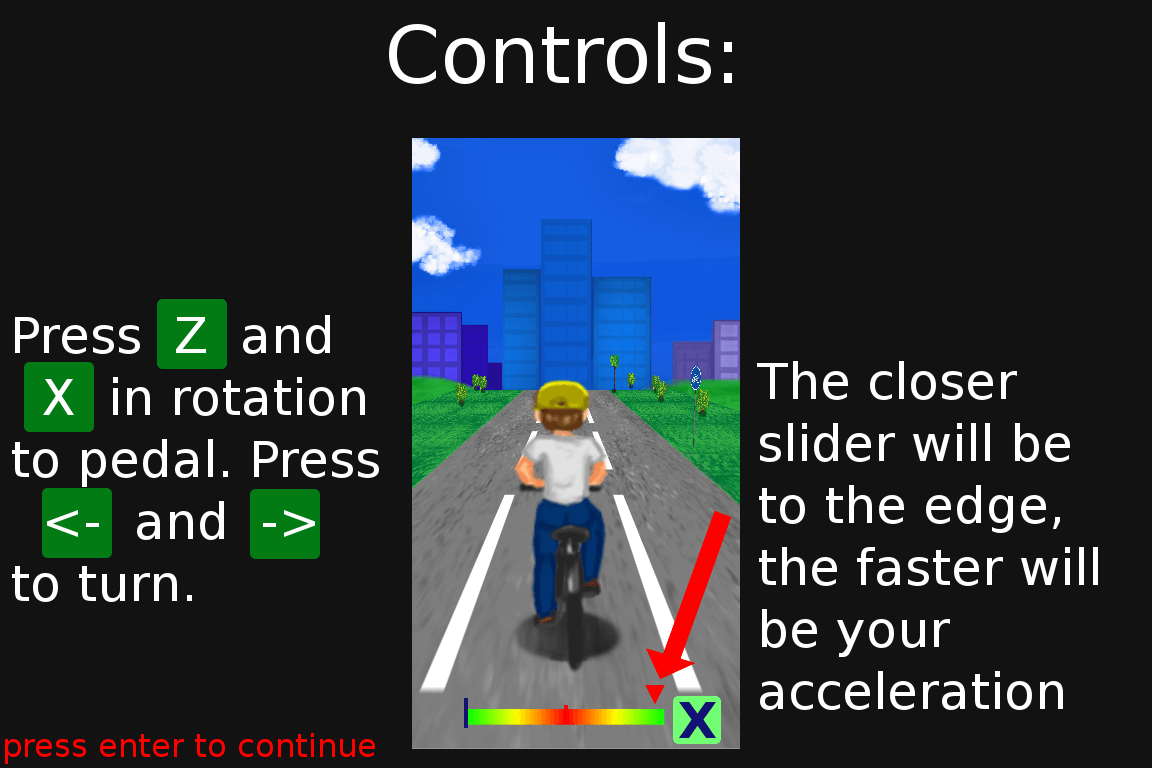 Controls:
Press Z and
X in rotation
to pedal. Press
<- and ->
to turn.
The closer
slider will be
to the edge,
the faster will
be your
acceleration
X
press enter to continue